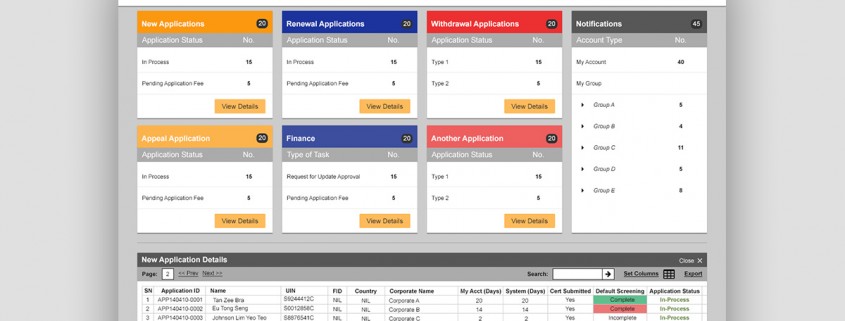 New Applications 20
Application Status No.
In Process 15
Pending Application Fee 5
View Details
Renewal Applications 20
Application Status No.
In Process 15
Pending Application Fee 5
View Details
Withdrawal Applications 20
Application Status No.
Type 1 15
Type 2 5
View Details
Notifications 45
Account Type No.
My Account 40
My Group
Group A 5
Group B 4
Group C 11
Group D 5
Group E 8
Appeal Application 20
Application Status No.
In Process 15
Pending Application Fee 5
View Details
Finance 20
Type of Task No.
Request for Update Approval 15
Pending Application Fee 5
View Details
Another Application 20
Application Status No.
Type 1 15
Type 2 5
View Details
New Application Details Close X
Page: 2 << Prev Next >> Search: Set Columns Export
SN Application ID Name UIN FID Country Corporate Name My Acct (Days) System (Days) Cert Submitted Default Screening Application Status
1 APP140410-0001 Tan Zee Bra S9244412C NIL NIL Corporate A 20 20 Yes Complete In-Process
2 APP140410-0002 Eu Tong Seng S6012658C NIL NIL Corporate B 14 14 Yes Complete In-Process
3 APP140410-0003 Johnson Lim Yeo Teo S8976541C NIL NIL Corporate C 2 2 Yes Incomplete In-Process